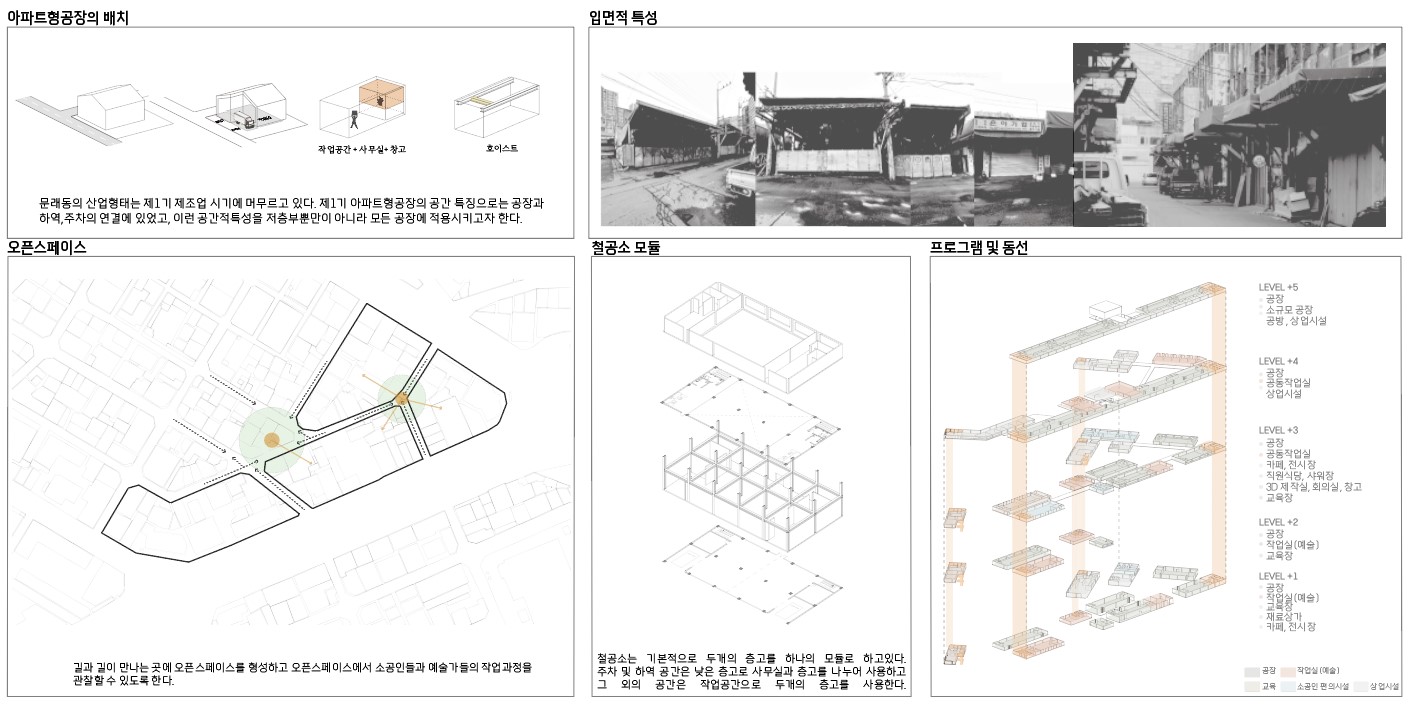 아파트형공장의 배치
작업공간 + 사무실+ 창고
호이스트
문래동의 산업형태는 제1기 제조업 시기에 머무르고 있다. 제1기 아파트형공장의 공간 특징으로는 공장과
하역,주차의 연결에 있었고, 이런 공간적특성을 저층부뿐만이 아니라 모든 공장에 적용시키고자 한다.
입면적 특성
오픈스페이스
길과 길이 만나는 곳에 오픈스페이스를 형성하고 오픈스페이스에서 소공인들과 예술가들의 작업과정을
관찰할 수 있도록 한다.
철공소 모듈
철공소는 기본적으로 두개의 층고를 하나의 모듈로 하고있다.
주차 및 하역 공간은 낮은 층고로 사무실과 층고를 나누어 사용하고
그 외의 공간은 작업공간으로 두개의 층고를 사용한다.
프로그램 및 동선
LEVEL +5
공장
소규모 공장
공방, 상업시설
LEVEL +4
공장
공동작업실
상업시설
LEVEL +3
공장
공동작업실
카페, 전시장
직원식당, 샤워장
3D 제작실, 회의실, 창고
교육장
LEVEL +2
공장
작업실(예술)
교육장
LEVEL +1
공장
작업실(예술)
교육장
재료상가
카페, 전시장
공장
작업실(예술)
교육
소공인 편의시설
상업시설